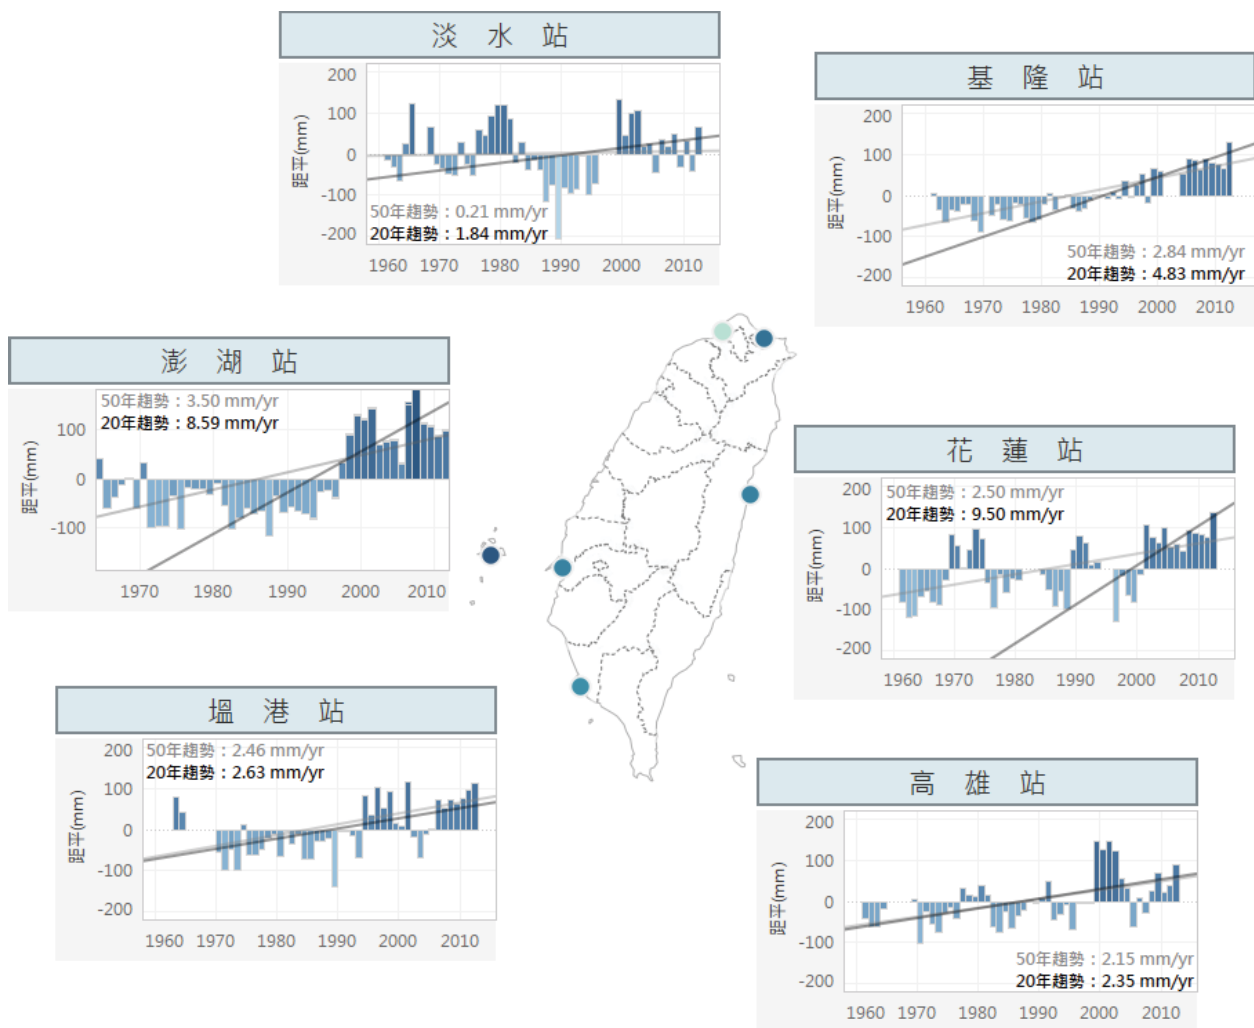 淡 水 站
200
100
0
-100
-200
距平(mm)
50年趨勢：0.21 mm/yr
20年趨勢：1.84 mm/yr
1960 1970 1980 1990 2000 2010
基 隆 站
200
100
0
-100
-200
距平(mm)
50年趨勢：2.84 mm/yr
20年趨勢：4.83 mm/yr
1960 1970 1980 1990 2000 2010
澎 湖 站
50年趨勢：3.50 mm/yr
20年趨勢：8.59 mm/yr
100
0
-100
距平(mm)
1970 1980 1990 2000 2010
花 蓮 站
50年趨勢：2.50 mm/yr
20年趨勢：9.50 mm/yr
200
100
0
-100
-200
距平(mm)
1960 1970 1980 1990 2000 2010
塭 港 站
50年趨勢：2.46 mm/yr
20年趨勢：2.63 mm/yr
200
100
0
-100
-200
距平(mm)
1960 1970 1980 1990 2000 2010
高 雄 站
200
100
0
-100
-200
距平(mm)
50年趨勢：2.15 mm/yr
20年趨勢：2.35 mm/yr
1960 1970 1980 1990 2000 2010